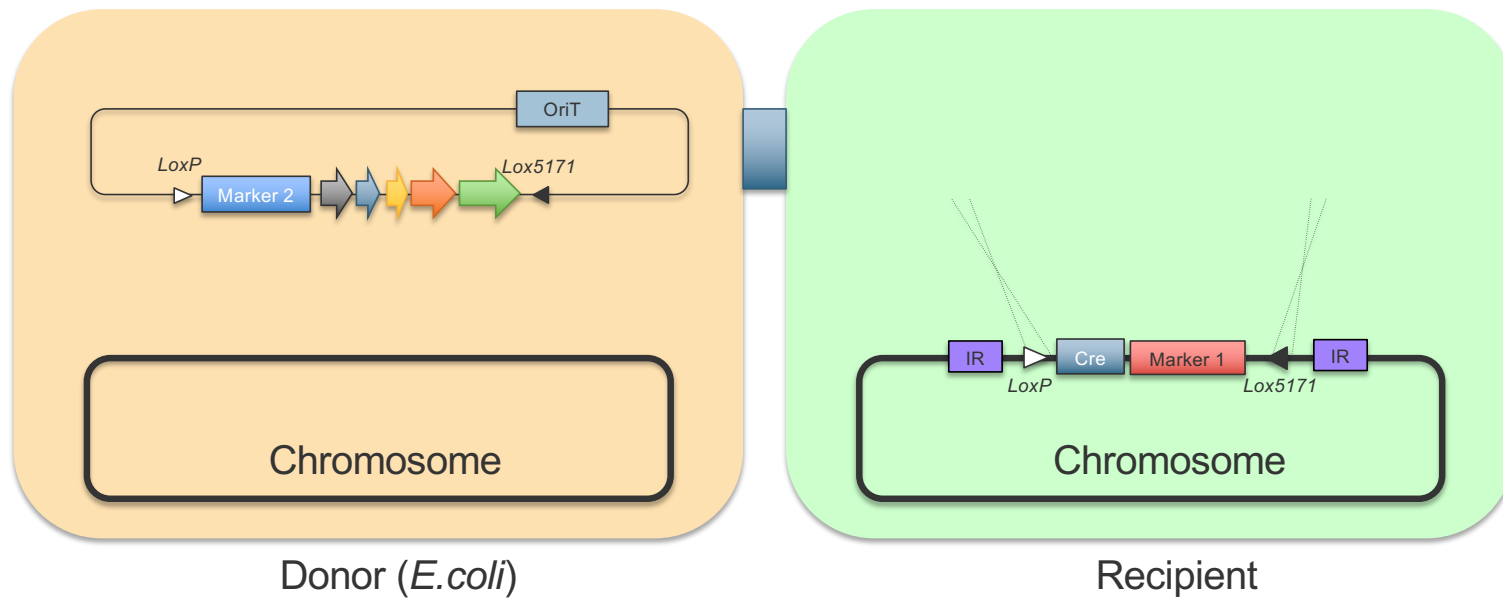 OriT
LoxP
Lox5171
Marker 2
IR
Cre
Marker 1
IR
LoxP
Lox5171
Chromosome
Chromosome
Donor (E.coli)
Recipient